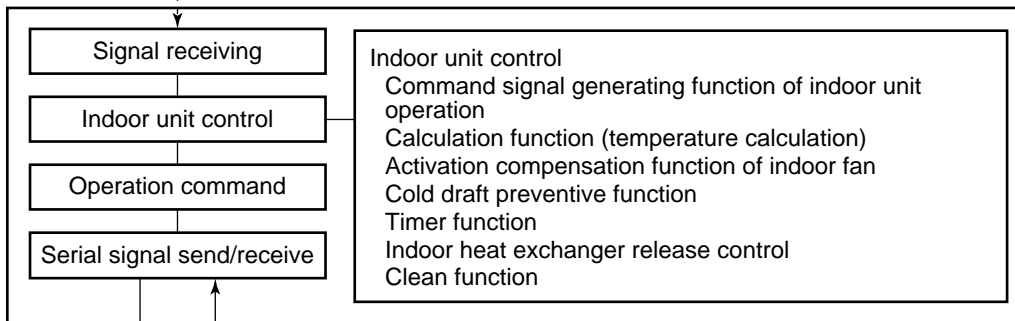 Signal receiving
Indoor unit control
Operation command
Serial signal send/receive
Indoor unit control
Command signal generating function of indoor unit
operation
Calculation function (temperature calculation)
Activation compensation function of indoor fan
Cold draft preventive function
Timer function
Indoor heat exchanger release control
Clean function